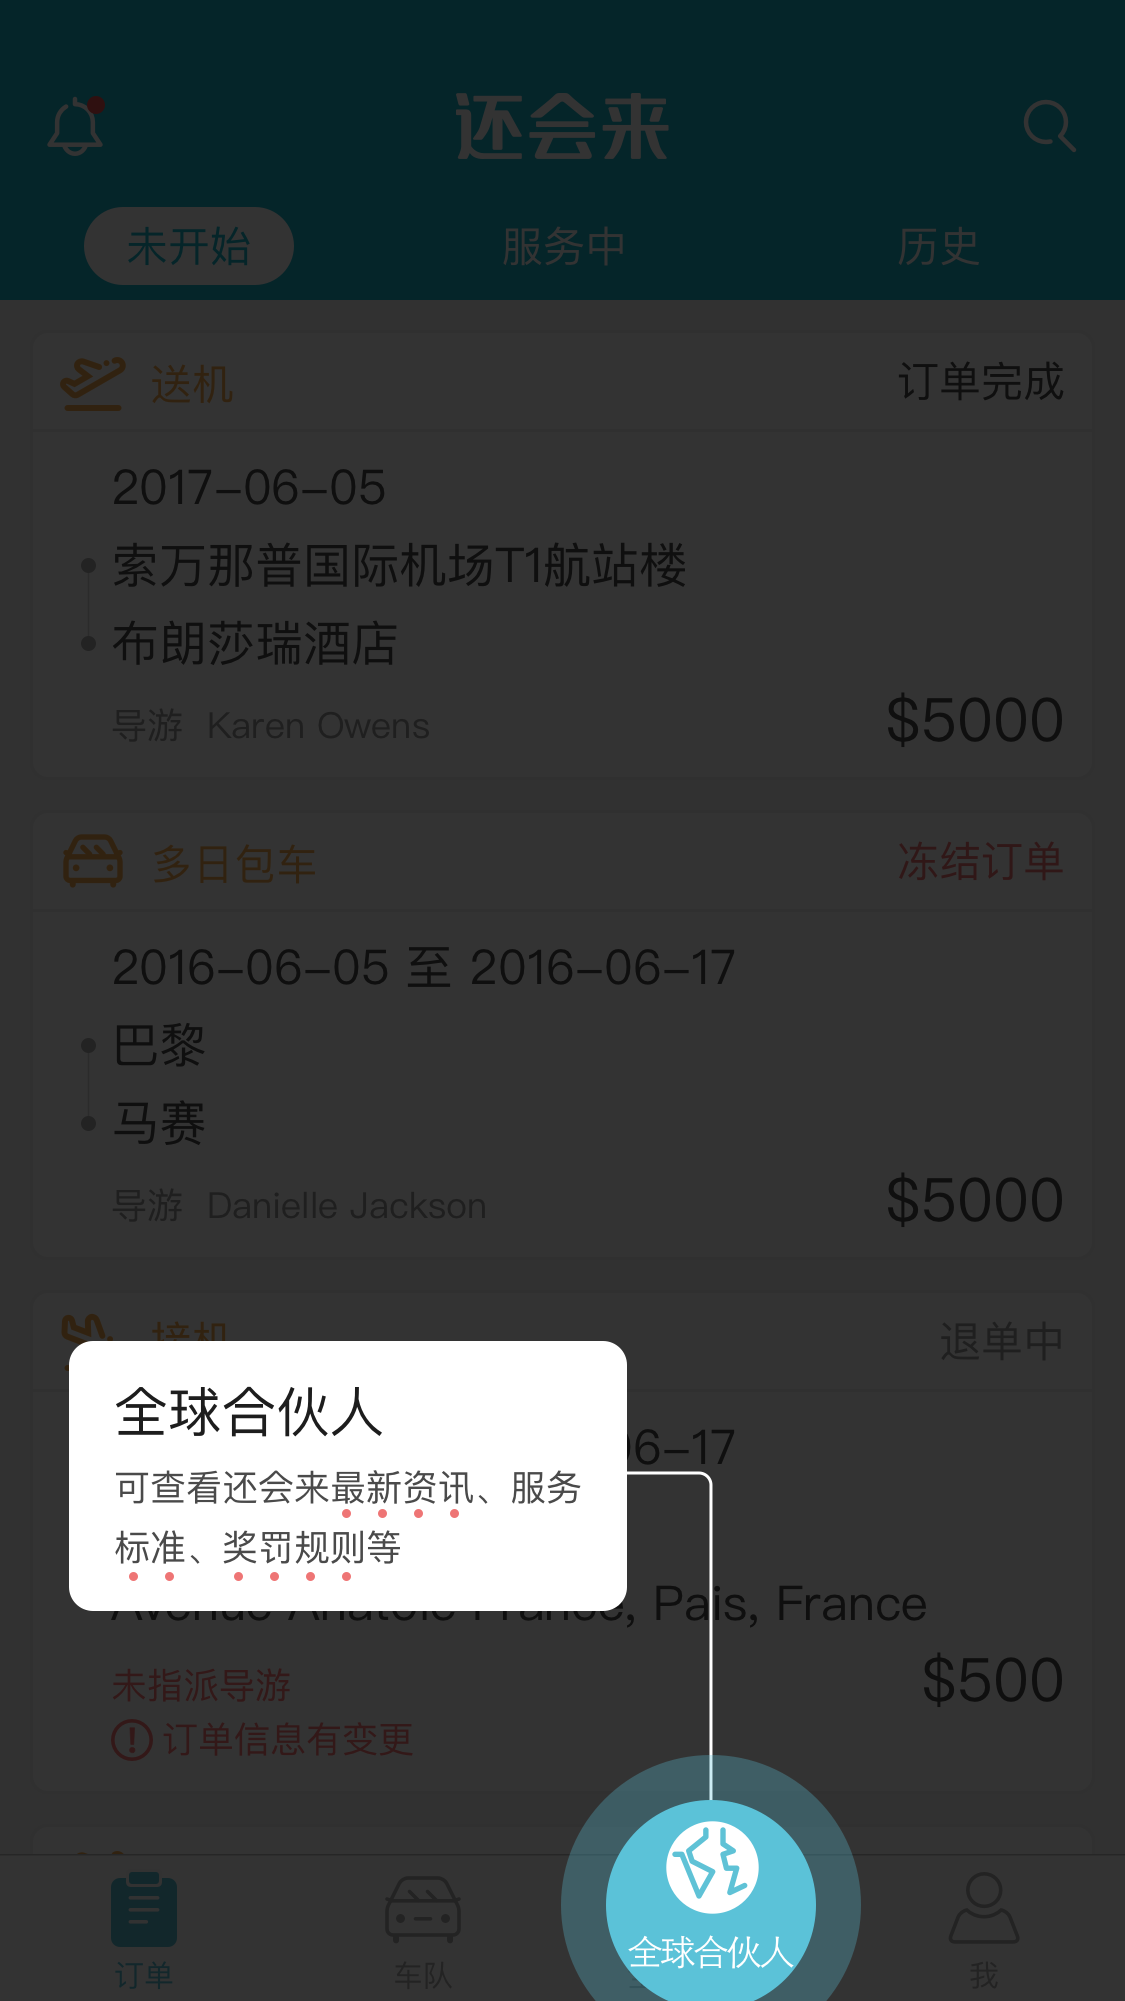 还会来
未开始 服务中 历史
送机 订单完成
2017-06-05
索万那普国际机场T1航站楼
布朗莎瑞酒店
导游 Karen Owens $5000
多日包车 冻结订单
2016-06-05 至 2016-06-17
巴黎
马赛
导游 Danielle Jackson $5000
接机 退单中
06-17
全球合伙人
可查看还会来最新资讯、服务
标准、奖罚规则等
Avenue Anatole France, Pais, France
未指派导游 $500
订单信息有变更
订单 车队 全球合伙人 我